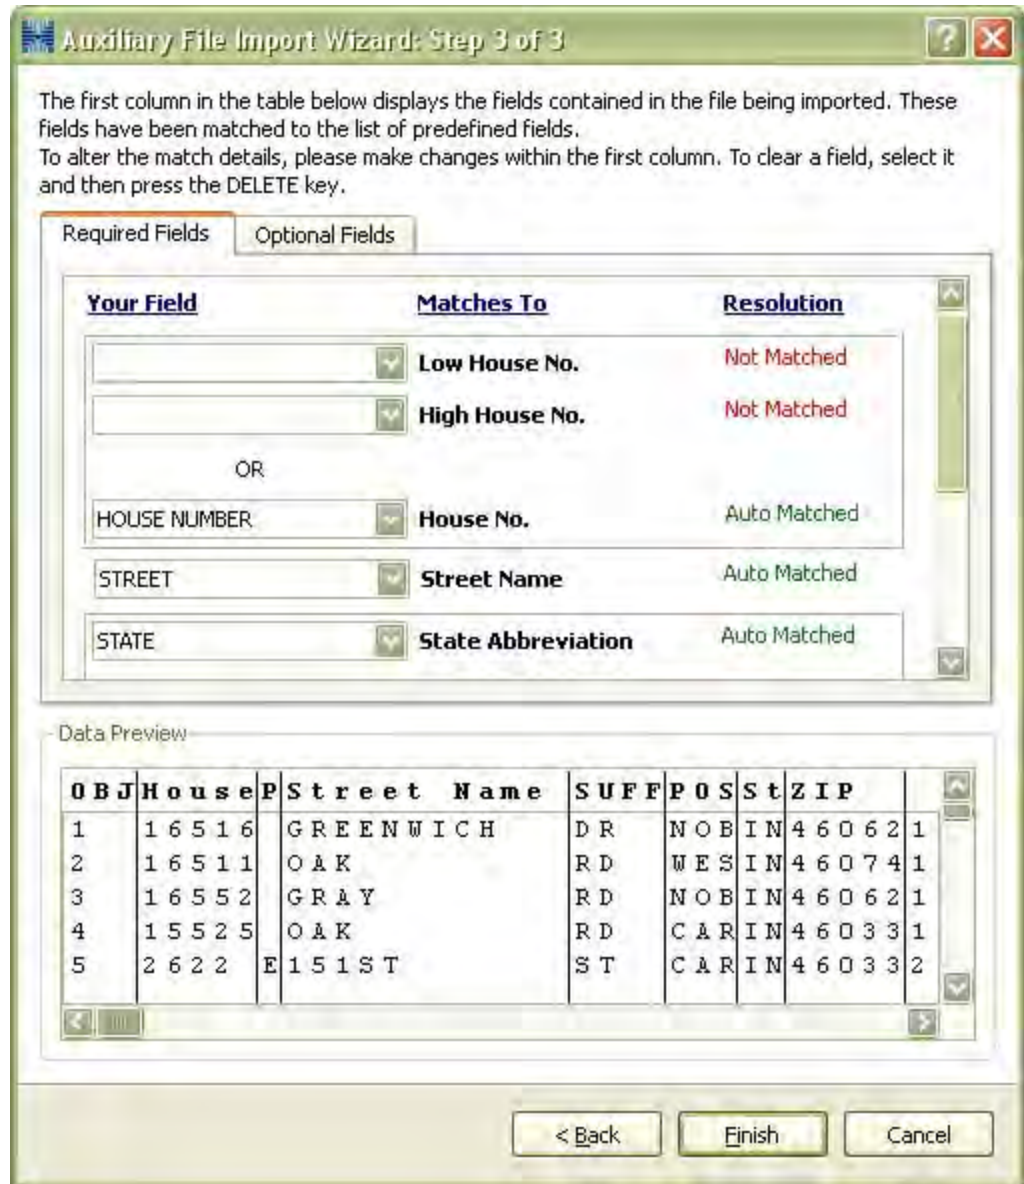 Auxiliary File Import Wizard: Step 3 of 3
The first column in the table below displays the fields contained in the file being imported. These
fields have been matched to the list of predefined fields.
To alter the match details, please make changes within the first column. To clear a field, select it
and then press the DELETE key.
Required Fields Optional Fields
Your Field Matches To Resolution
Low House No. Not Matched
High House No. Not Matched
OR
HOUSE NUMBER House No. Auto Matched
STREET Street Name Auto Matched
STATE State Abbreviation Auto Matched
Data Preview
OBJ House P Street Name SUFF POS St ZIP
1 16516 GREENWICH DR NOB IN 46062 1
2 16511 OAK RD WES IN 46074 1
3 16552 GRAY RD NOB IN 46062 1
4 15525 OAK RD CAR IN 46033 1
5 2622 E 151ST ST CAR IN 46033 2
< Back Finish Cancel